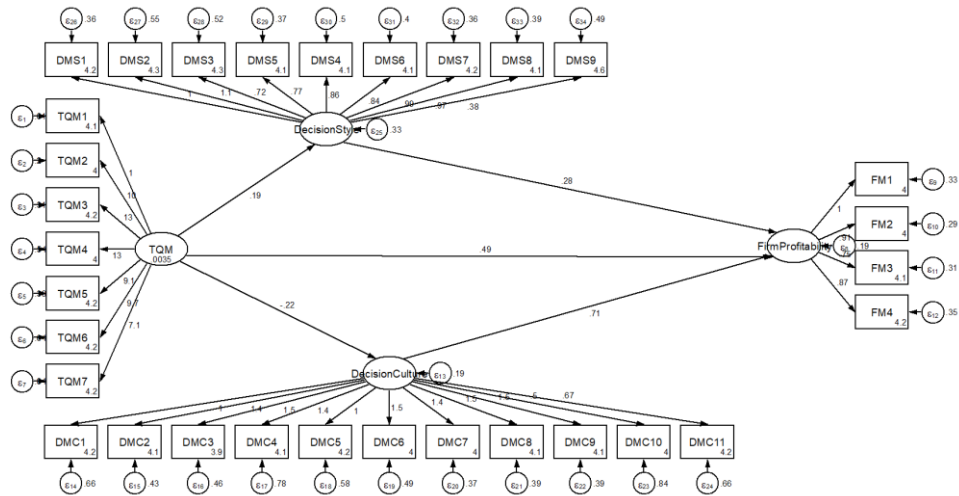 ε26 .36 ε27 .55 ε28 .52 ε29 .37 ε30 .5 ε31 .4 ε32 .36 ε33 .39 ε34 .49
DMS1 4.2 DMS2 4.3 DMS3 4.3 DMS5 4.1 DMS4 4.1 DMS6 4.1 DMS7 4.2 DMS8 4.1 DMS9 4.6
1 1.1 .72 .77 .86 .84 .97 .38
DecisionStyle ε25 .33
ε1 TQM1 4.1
ε2 TQM2 4
ε3 TQM3 4.2
ε4 TQM4 4
ε5 TQM5 4.2
ε6 TQM6 4.2
ε7 TQM7 4.2
1
10
13
13
9.1
9.7
7.1
TQM
.0035
.19
.49
-.22
.28
.71
FirmProfitability .19
1
.91
.87
FM1 4 ε9 .33
FM2 4 ε10 .29
FM3 4.1 ε11 .31
FM4 4.2 ε12 .35
DecisionCulture ε13 .19
1 1.4 1.5 1.4 1 1.5 1.4 1.5 1.5 .5 .67
DMC1 4.2 DMC2 4.1 DMC3 3.9 DMC4 4.1 DMC5 4.2 DMC6 4 DMC7 4 DMC8 4.1 DMC9 4.1 DMC10 4 DMC11 4.2
ε14 .66 ε15 .43 ε16 .46 ε17 .78 ε18 .58 ε19 .49 ε20 .37 ε21 .39 ε22 .39 ε23 .84 ε24 .66